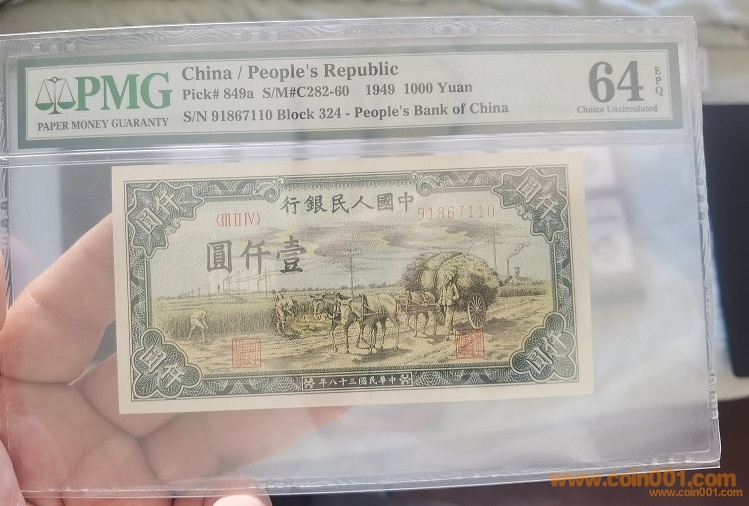 PMG
PAPER MONEY GUARANTY
China / People's Republic
Pick# 849a S/M#C282-60 1949 1000 Yuan
S/N 91867110 Block 324 - People's Bank of China
64 EPQ
Choice Uncirculated
行銀民人國中
〈III II IV〉
91867110
圓仟壹
圓仟
圓仟
圓仟
圓仟
年八十三國民華中
www.coin001.com
www.coin001.com